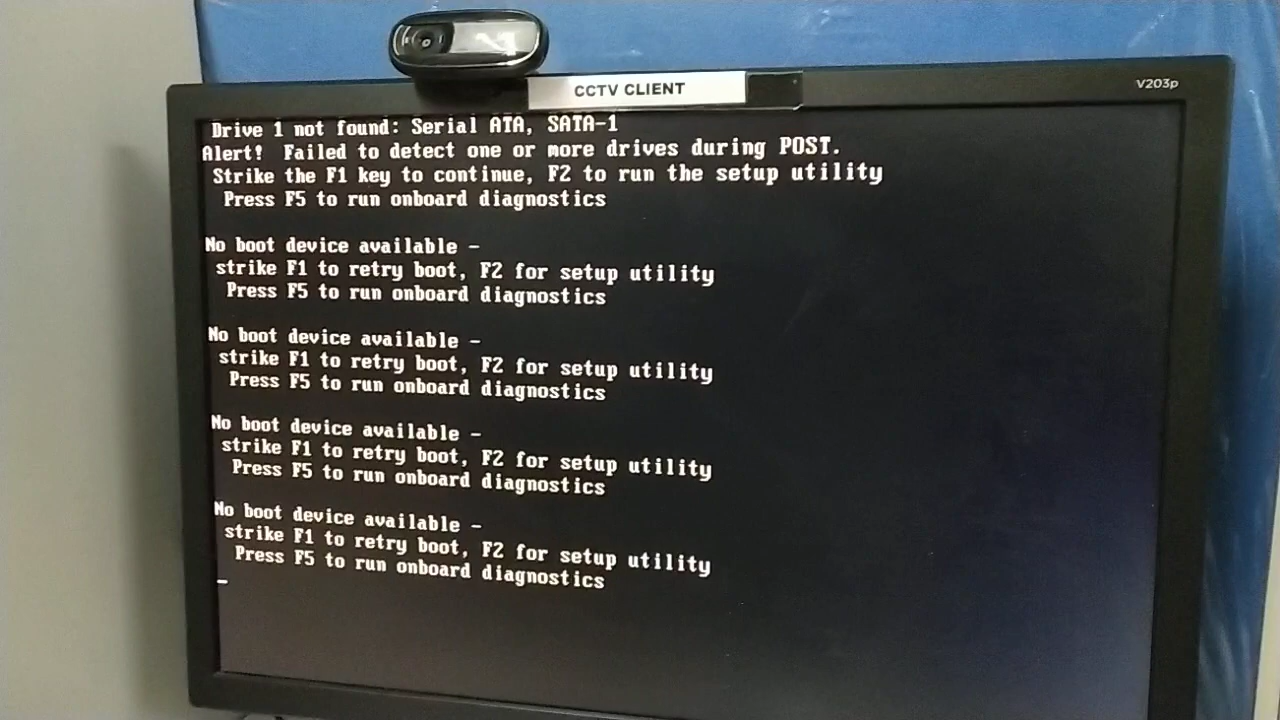 CCTV CLIENT
V203p
Drive 1 not found: Serial ATA, SATA-1
Alert! Failed to detect one or more drives during POST.
Strike the F1 key to continue, F2 to run the setup utility
Press F5 to run onboard diagnostics
No boot device available -
strike F1 to retry boot, F2 for setup utility
Press F5 to run onboard diagnostics
No boot device available -
strike F1 to retry boot, F2 for setup utility
Press F5 to run onboard diagnostics
No boot device available -
strike F1 to retry boot, F2 for setup utility
Press F5 to run onboard diagnostics
No boot device available -
strike F1 to retry boot, F2 for setup utility
Press F5 to run onboard diagnostics
_